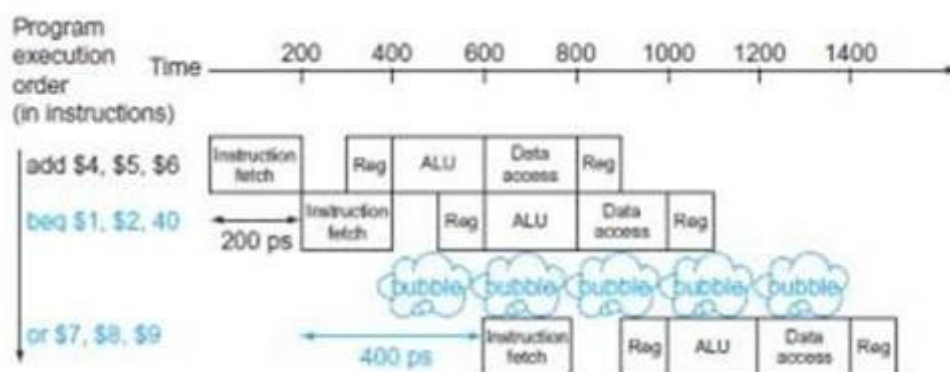 Program
execution
order
(in instructions)
Time
200 400 600 800 1000 1200 1400
add $4, $5, $6
Instruction
fetch
Reg
ALU
Data
access
Reg
beq $1, $2, 40
200 ps
Instruction
fetch
Reg
ALU
Data
access
Reg
bubble bubble bubble bubble bubble
or $7, $8, $9
400 ps
Instruction
fetch
Reg
ALU
Data
access
Reg